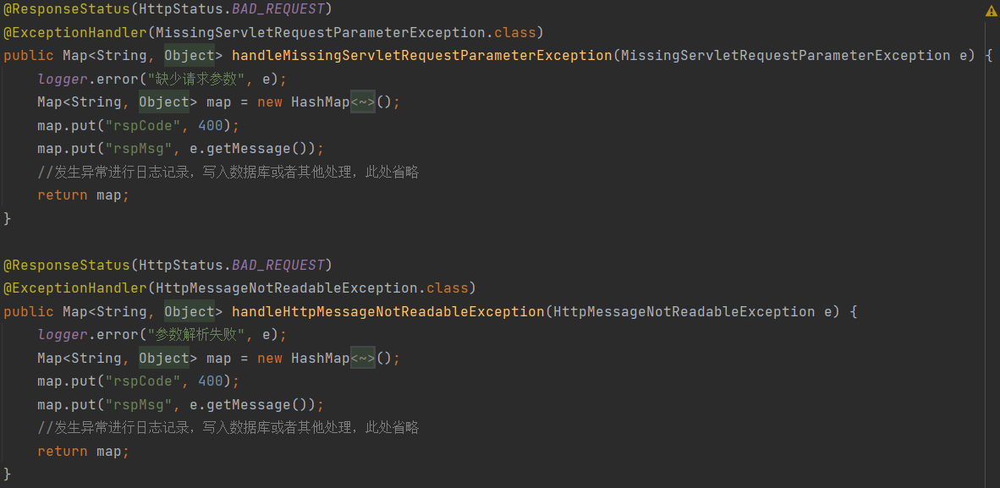 @ResponseStatus(HttpStatus.BAD_REQUEST)
@ExceptionHandler(MissingServletRequestParameterException.class)
public Map<String, Object> handleMissingServletRequestParameterException(MissingServletRequestParameterException e) {
    logger.error("缺少请求参数", e);
    Map<String, Object> map = new HashMap<~>();
    map.put("rspCode", 400);
    map.put("rspMsg", e.getMessage());
    //发生异常进行日志记录，写入数据库或者其他处理，此处省略
    return map;
}
@ResponseStatus(HttpStatus.BAD_REQUEST)
@ExceptionHandler(HttpMessageNotReadableException.class)
public Map<String, Object> handleHttpMessageNotReadableException(HttpMessageNotReadableException e) {
    logger.error("参数解析失败", e);
    Map<String, Object> map = new HashMap<~>();
    map.put("rspCode", 400);
    map.put("rspMsg", e.getMessage());
    //发生异常进行日志记录，写入数据库或者其他处理，此处省略
    return map;
}